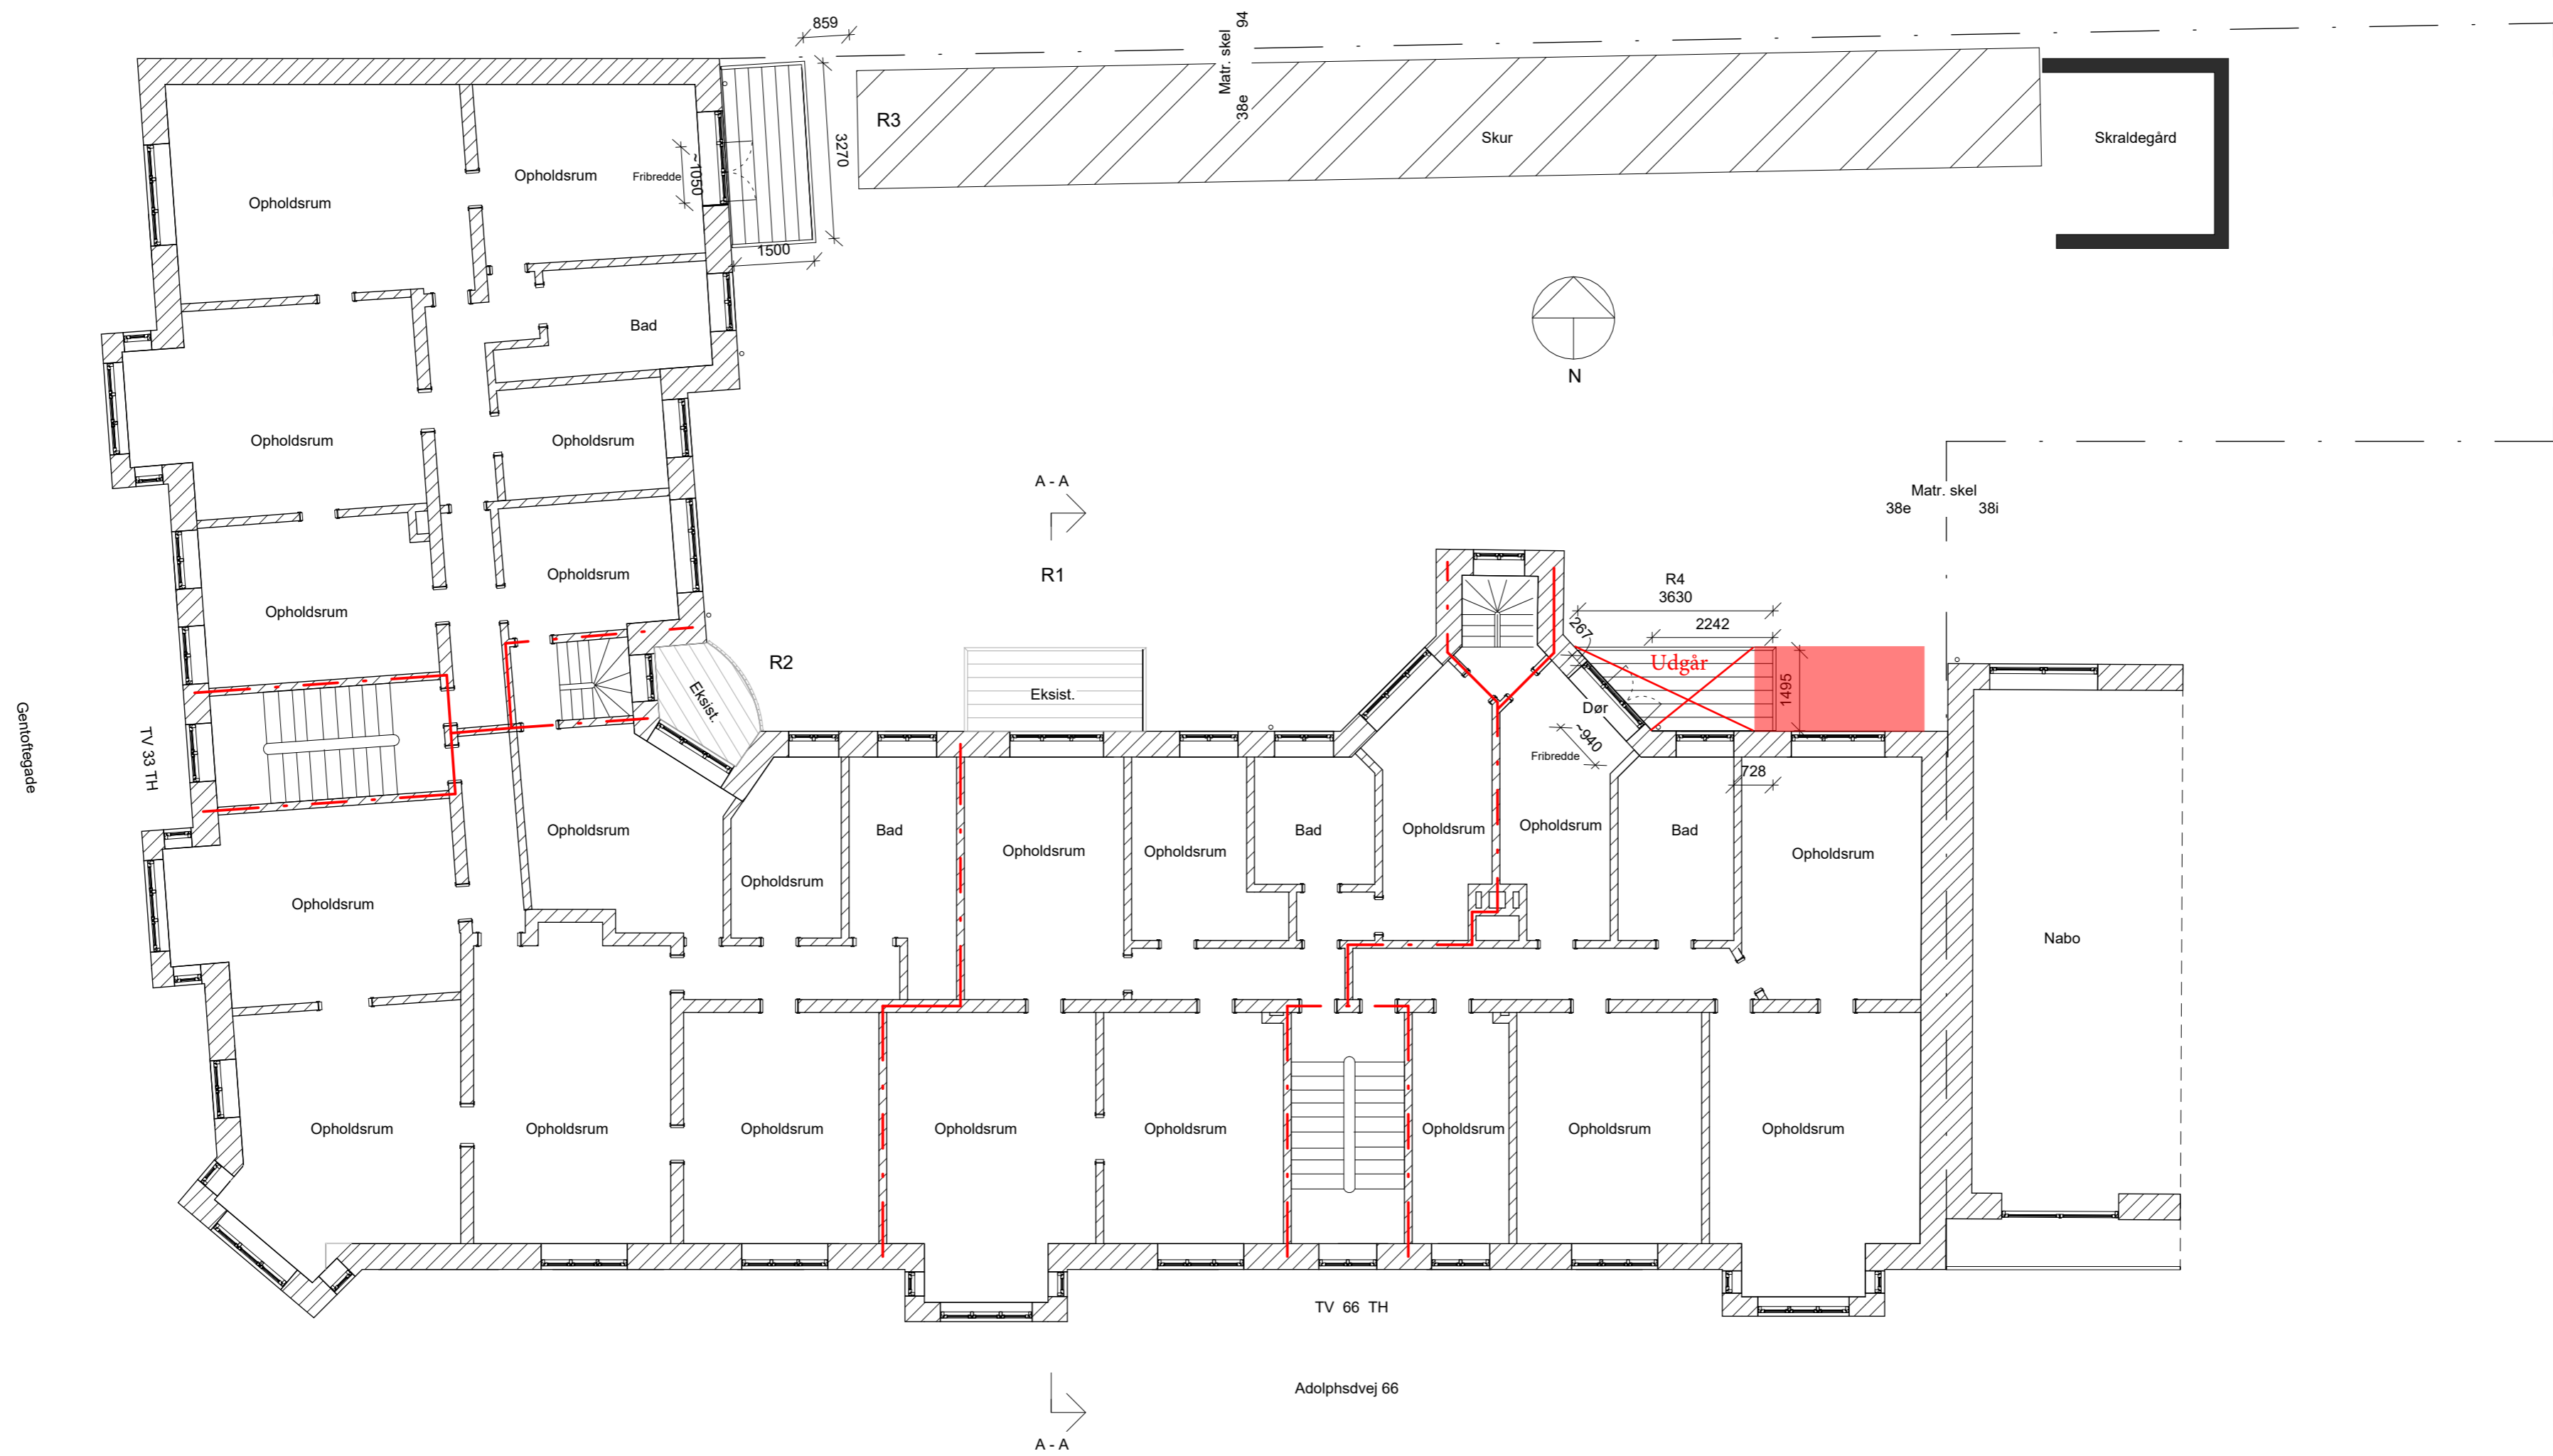 859
Matr. skel
94
38e
R3
3270
Skur
Skraldegård
Opholdsrum
Fribredde
~1050
Opholdsrum
1500
Bad
N
Opholdsrum
Opholdsrum
A - A
Matr. skel
38e
38i
Opholdsrum
R1
R4
3630
Opholdsrum
2242
267
R2
Udgår
Eksist.
Eksist.
1495
Dør
Gentoftegade
TV 33 TH
~940
Fribredde
728
Opholdsrum
Bad
Opholdsrum
Opholdsrum
Bad
Opholdsrum
Opholdsrum
Bad
Opholdsrum
Opholdsrum
Opholdsrum
Nabo
Opholdsrum
Opholdsrum
Opholdsrum
Opholdsrum
Opholdsrum
Opholdsrum
Opholdsrum
Opholdsrum
TV 66 TH
Adolphsdvej 66
A - A